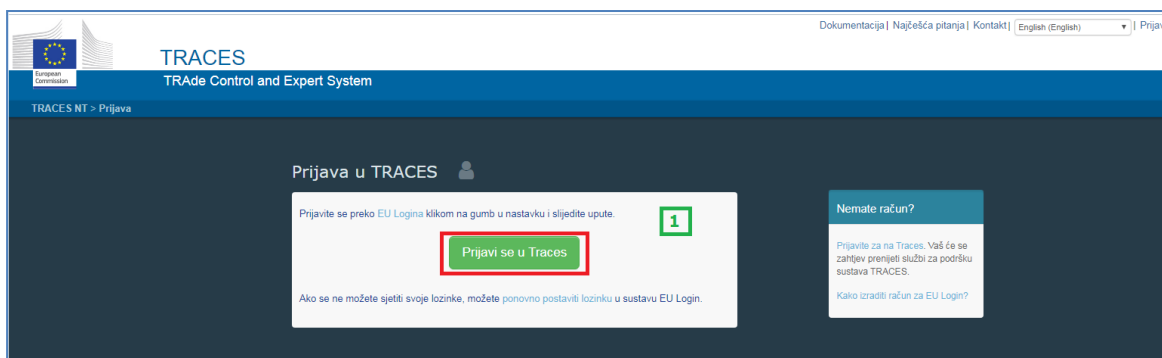 Dokumentacija | Najčešća pitanja | Kontakt | English (English) | Prijav
TRACES
European
Commission
TRAde Control and Expert System
TRACES NT > Prijava
Prijava u TRACES
Prijavite se preko EU Logina klikom na gumb u nastavku i slijedite upute.
1
Prijavi se u Traces
Ako se ne možete sjetiti svoje lozinke, možete ponovno postaviti lozinku u sustavu EU Login.
Nemate račun?
Prijavite za na Traces. Vaš će se
zahtjev prenijeti službi za podršku
sustava TRACES.
Kako izraditi račun za EU Login?